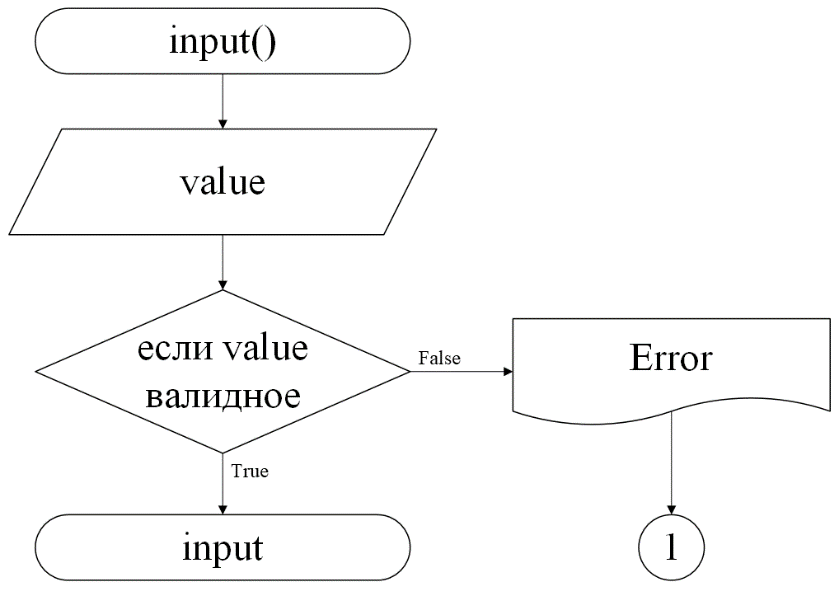 input()
value
если value
валидное
False
Error
True
input
1